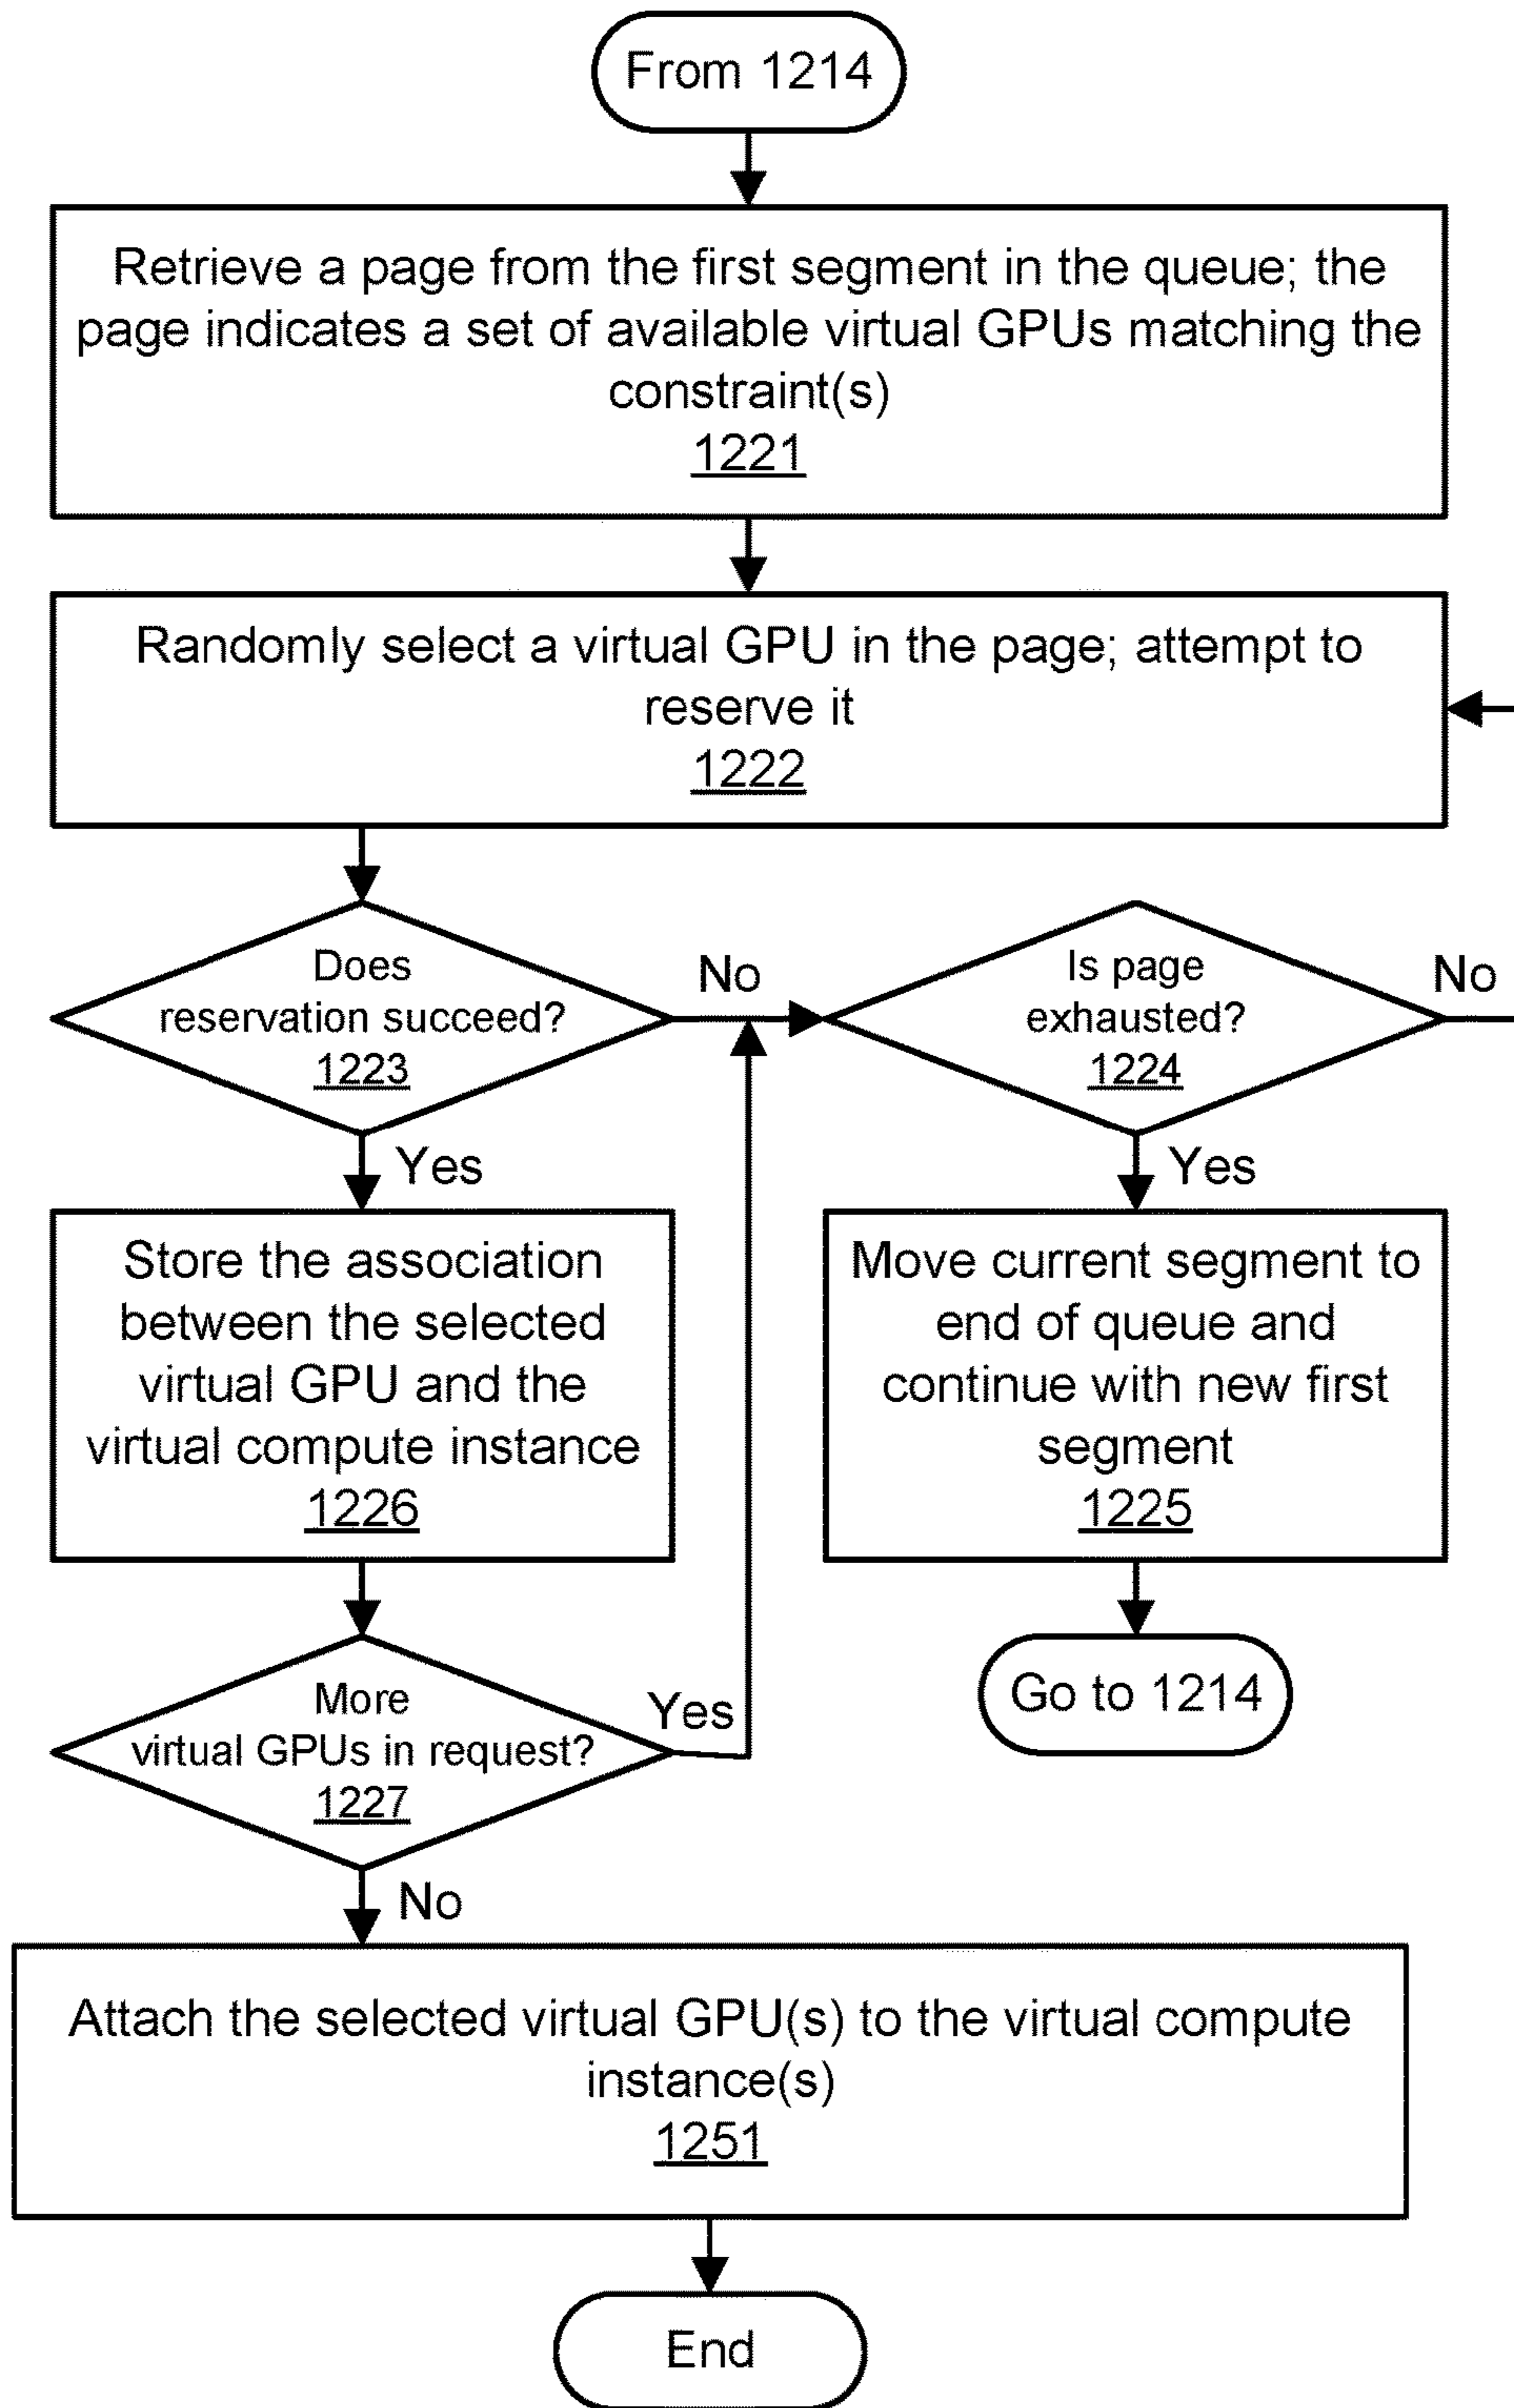 From 1214
Retrieve a page from the first segment in the queue; the
page indicates a set of available virtual GPUs matching the
constraint(s)
1221
Randomly select a virtual GPU in the page; attempt to
reserve it
1222
Does
reservation succeed?
1223
No
Is page
exhausted?
1224
No
Yes
Yes
Store the association
between the selected
virtual GPU and the
virtual compute instance
1226
Move current segment to
end of queue and
continue with new first
segment
1225
More
virtual GPUs in request?
1227
Yes
Go to 1214
No
Attach the selected virtual GPU(s) to the virtual compute
instance(s)
1251
End